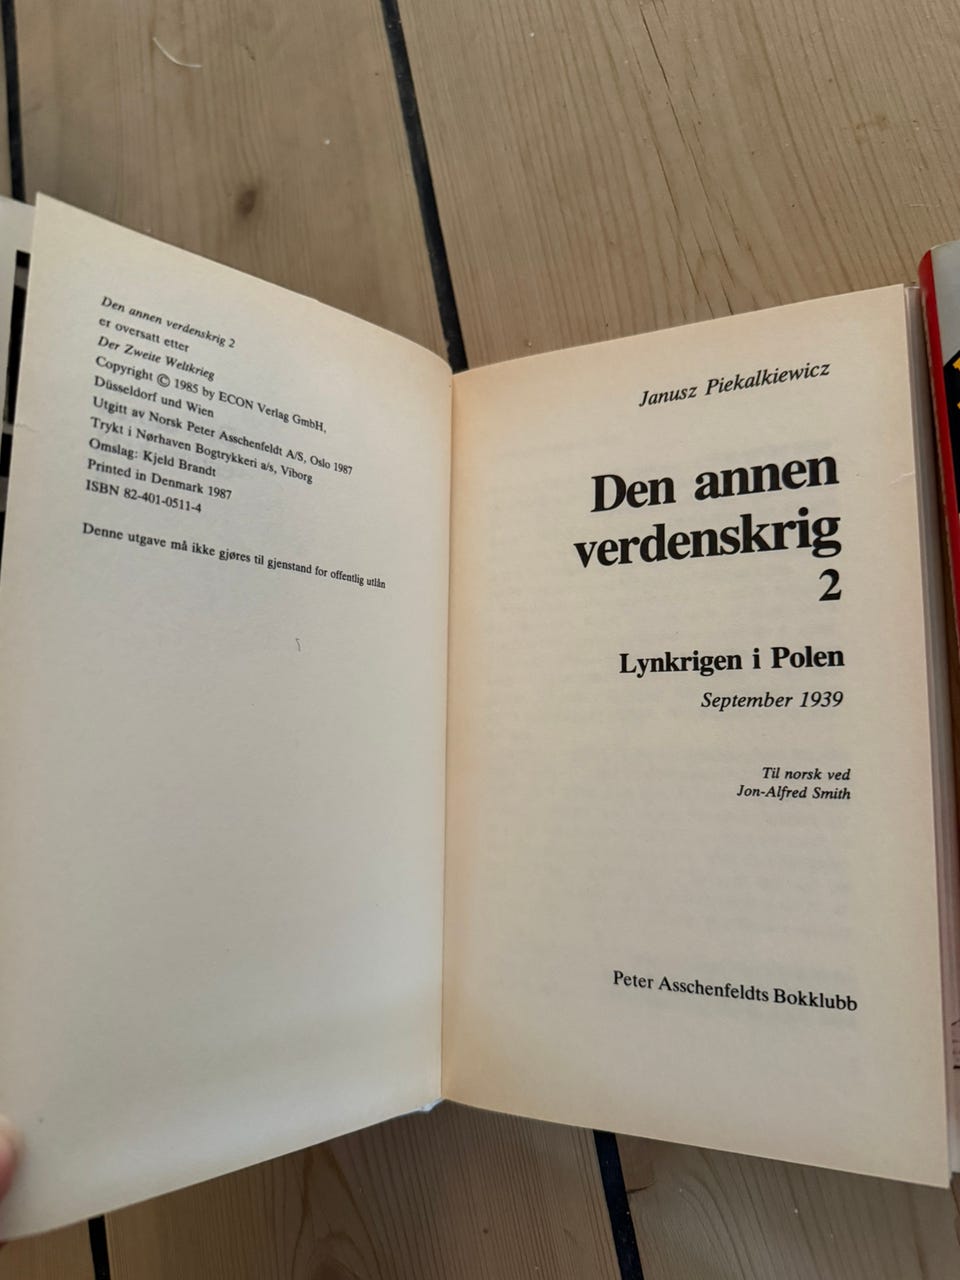 Den annen verdenskrig 2
er oversatt etter
Der Zweite Weltkrieg
Copyright © 1985 by ECON Verlag GmbH,
Düsseldorf und Wien
Utgitt av Norsk Peter Asschenfeldt A/S, Oslo 1987
Trykt i Nørhaven Bogtrykkeri a/s, Viborg
Omslag: Kjeld Brandt
Printed in Denmark 1987
ISBN 82-401-0511-4
Denne utgave må ikke gjøres til gjenstand for offentlig utlån
Janusz Piekalkiewicz
Den annen
verdenskrig
2
Lynkrigen i Polen
September 1939
Til norsk ved
Jon-Alfred Smith
Peter Asschenfeldts Bokklubb